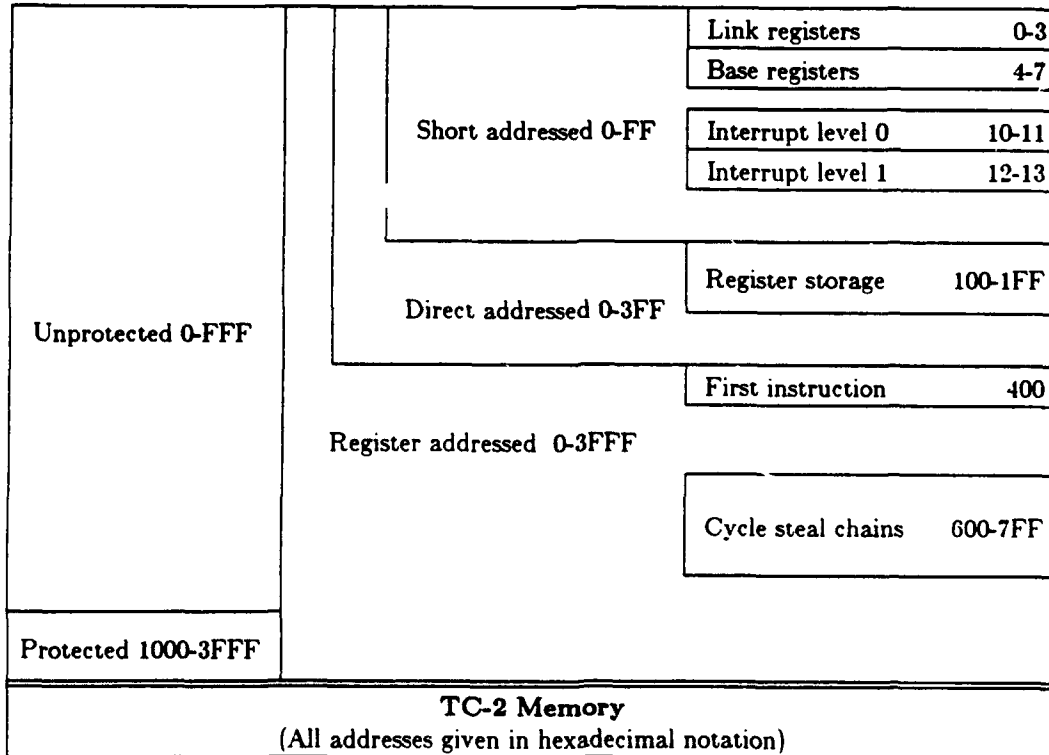 Link registers 0-3
Base registers 4-7
Short addressed 0-FF
Interrupt level 0 10-11
Interrupt level 1 12-13
Register storage 100-1FF
Direct addressed 0-3FF
Unprotected 0-FFF
First instruction 400
Register addressed 0-3FFF
Cycle steal chains 600-7FF
Protected 1000-3FFF
TC-2 Memory
(All addresses given in hexadecimal notation)